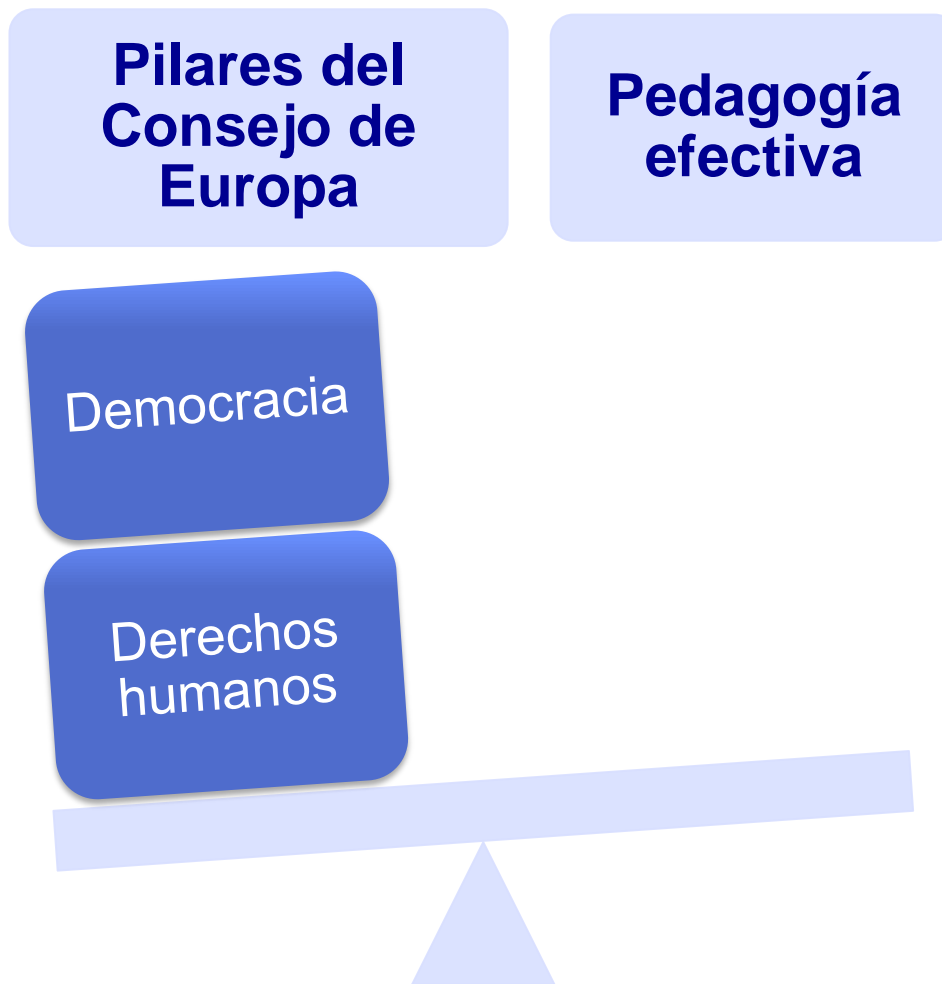 Pilares del
Consejo de
Europa
Pedagogía
efectiva
Democracia
Derechos
humanos